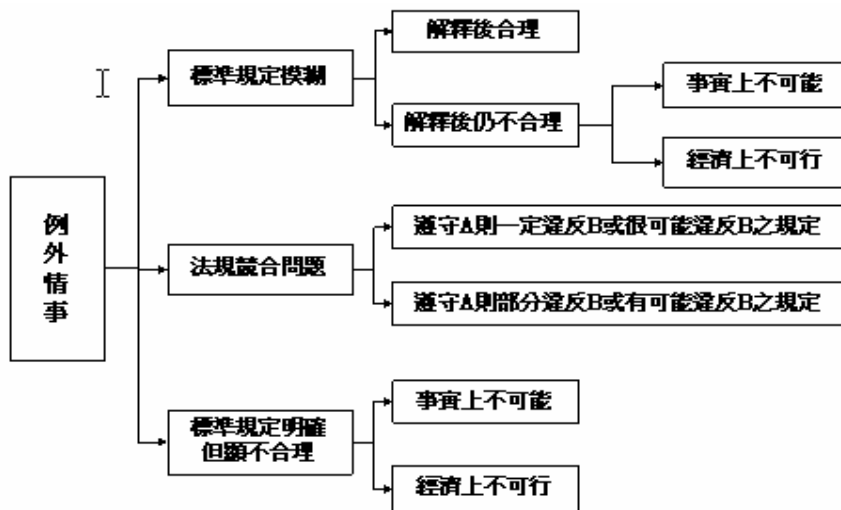 例
外
情
事
標準規定模糊
解釋後合理
解釋後仍不合理
事實上不可能
經濟上不可行
法規競合問題
遵守A則一定違反B或很可能違反B之規定
遵守A則部分違反B或有可能違反B之規定
標準規定明確
但顯不合理
事實上不可能
經濟上不可行